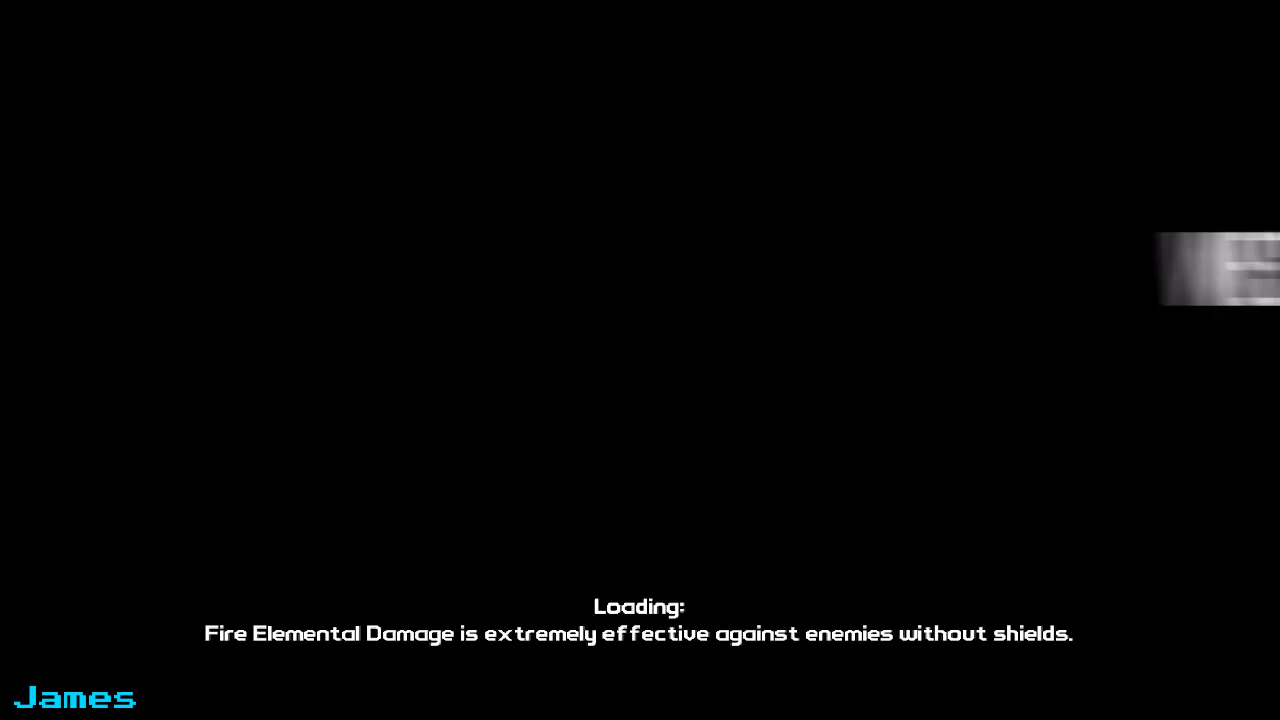 Loading:
Fire Elemental Damage is extremely effective against enemies without shields.
James